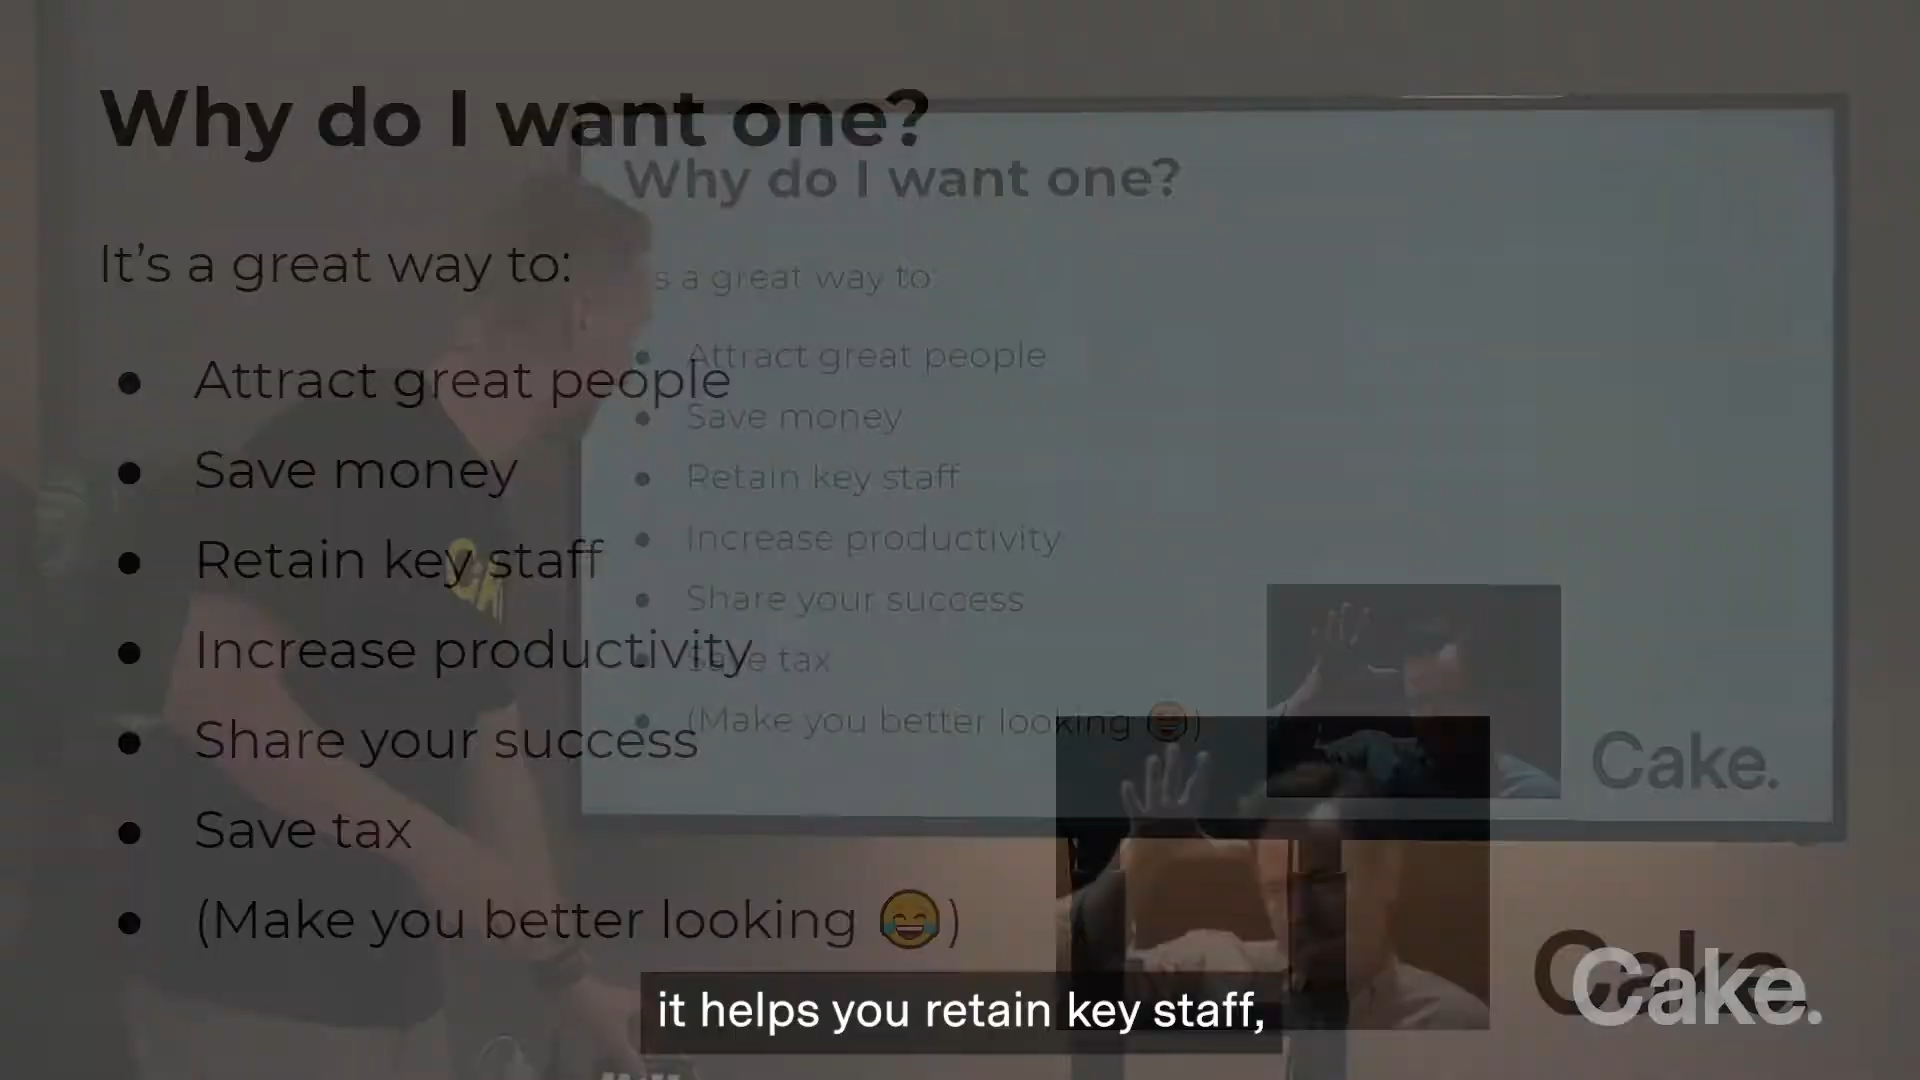 Why do I want one?
It's a great way to:
● Attract great people
● Save money
● Retain key staff
● Increase productivity
● Share your success
● Save tax
● (Make you better looking 😂)
Why do I want one?
s a great way to:
● Attract great people
● Save money
● Retain key staff
● Increase productivity
● Share your success
● Save tax
● (Make you better looking 😂)
Cake.
Cake.
Cake.
it helps you retain key staff,